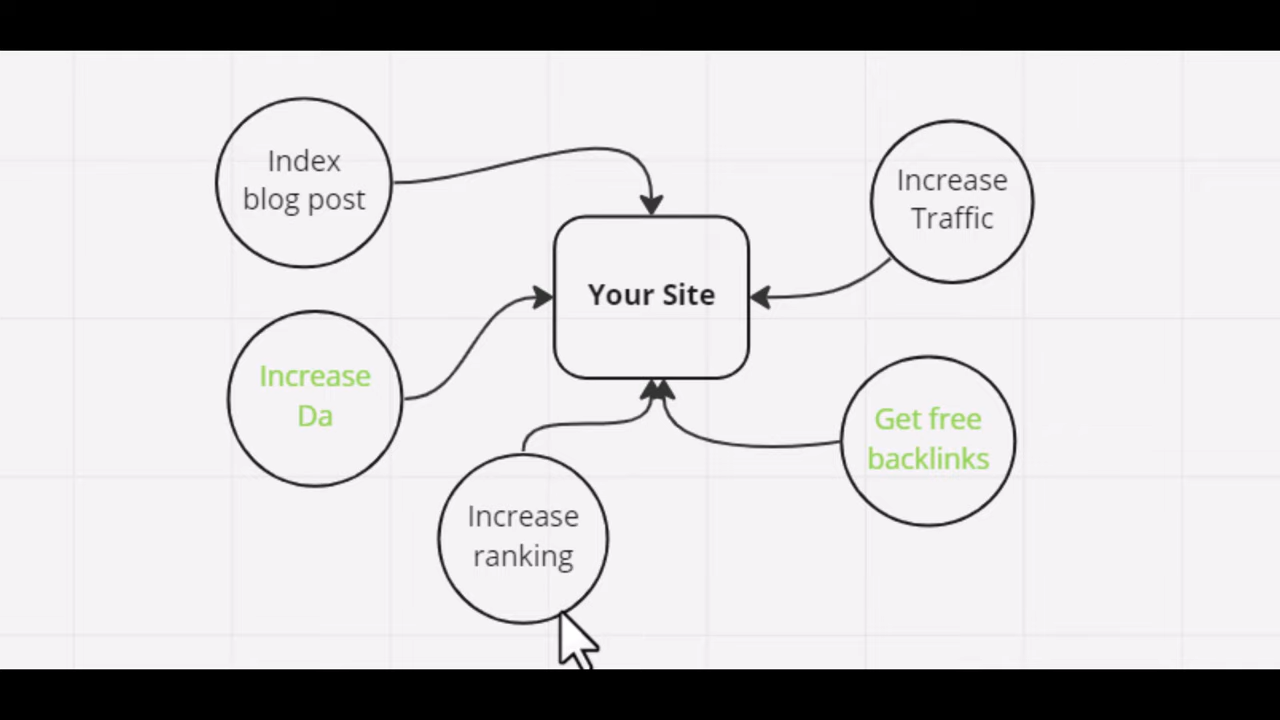 Index
blog post
Increase
Traffic
Your Site
Increase
Da
Get free
backlinks
Increase
ranking